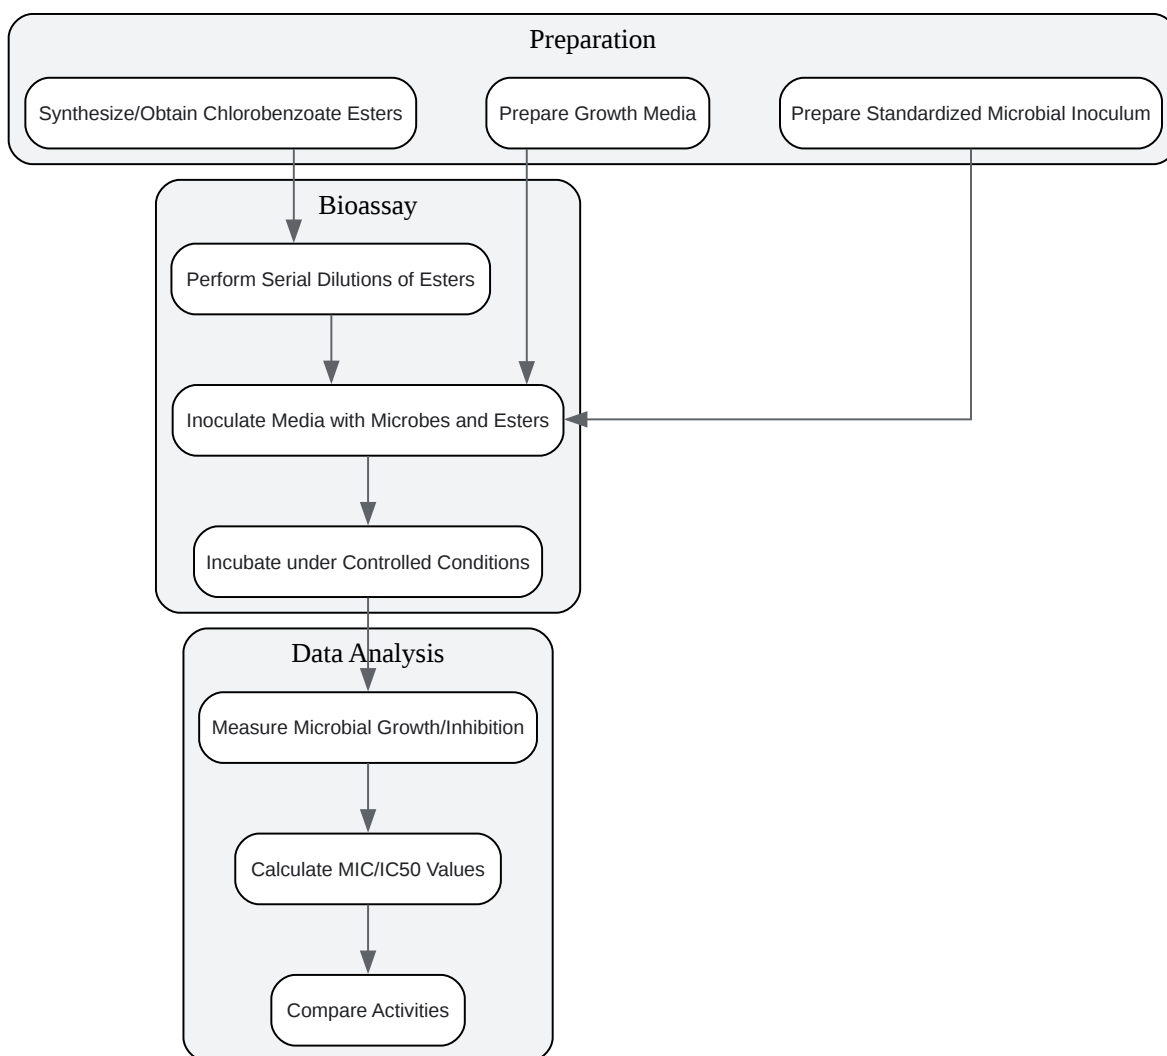 Preparation
Synthesize/Obtain Chlorobenzoate Esters
Prepare Growth Media
Prepare Standardized Microbial Inoculum
Bioassay
Perform Serial Dilutions of Esters
Inoculate Media with Microbes and Esters
Incubate under Controlled Conditions
Data Analysis
Measure Microbial Growth/Inhibition
Calculate MIC/IC50 Values
Compare Activities